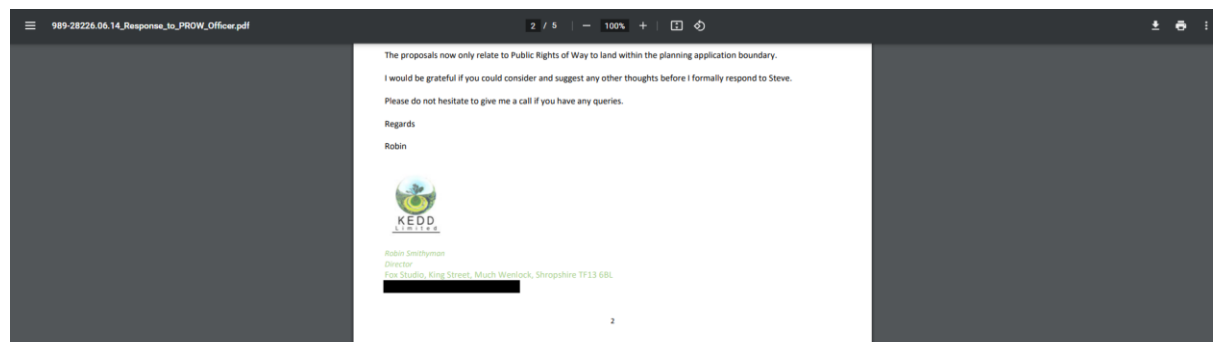 989-28226.06.14_Response_to_PROW_Officer.pdf
2 / 5
100%
The proposals now only relate to Public Rights of Way to land within the planning application boundary.
I would be grateful if you could consider and suggest any other thoughts before I formally respond to Steve.
Please do not hesitate to give me a call if you have any queries.
Regards
Robin
KEDD
Limited
Robin Smithyman
Director
Fox Studio, King Street, Much Wenlock, Shropshire TF13 6BL
2